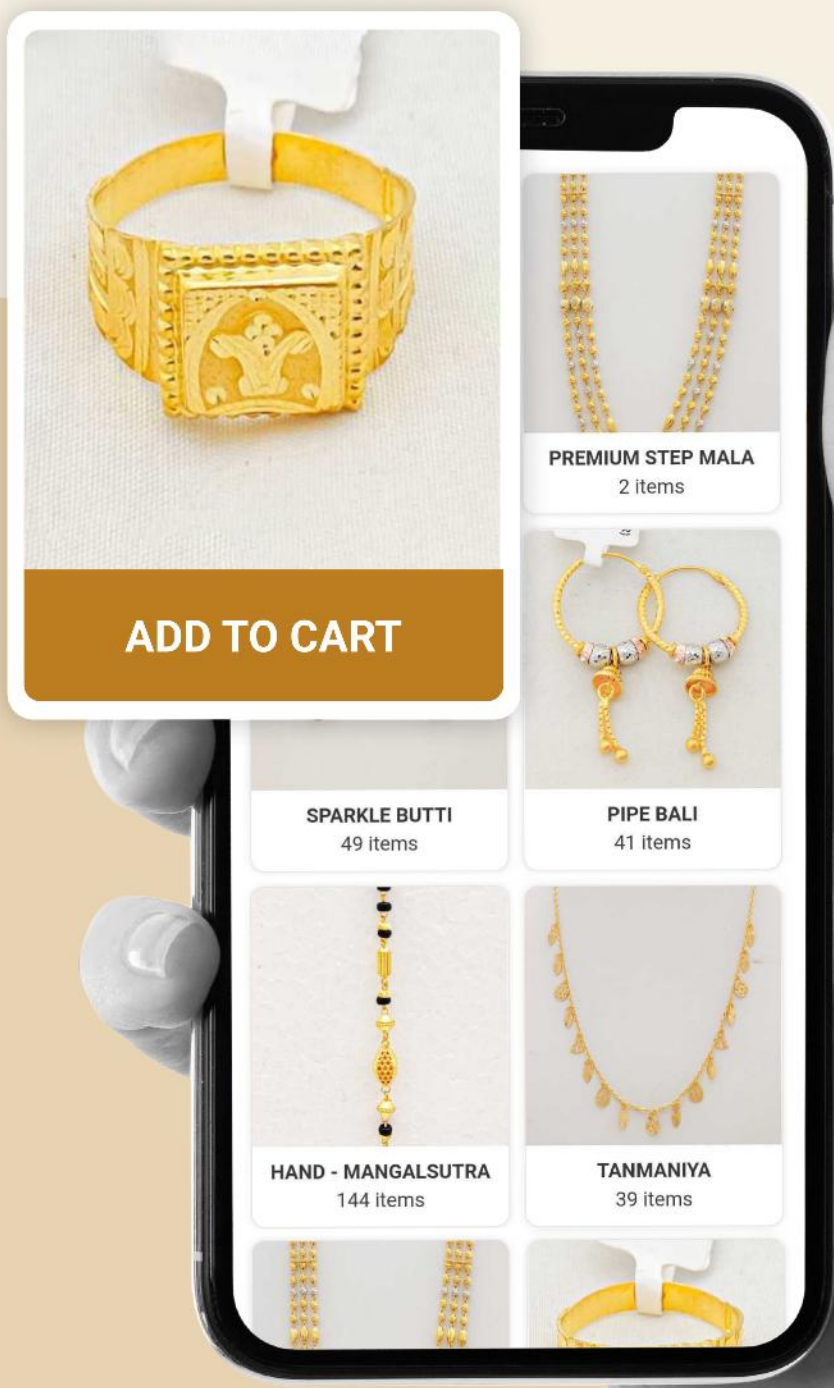 ADD TO CART
PREMIUM STEP MALA
2 items
SPARKLE BUTTI
49 items
PIPE BALI
41 items
HAND - MANGALSUTRA
144 items
TANMANIYA
39 items